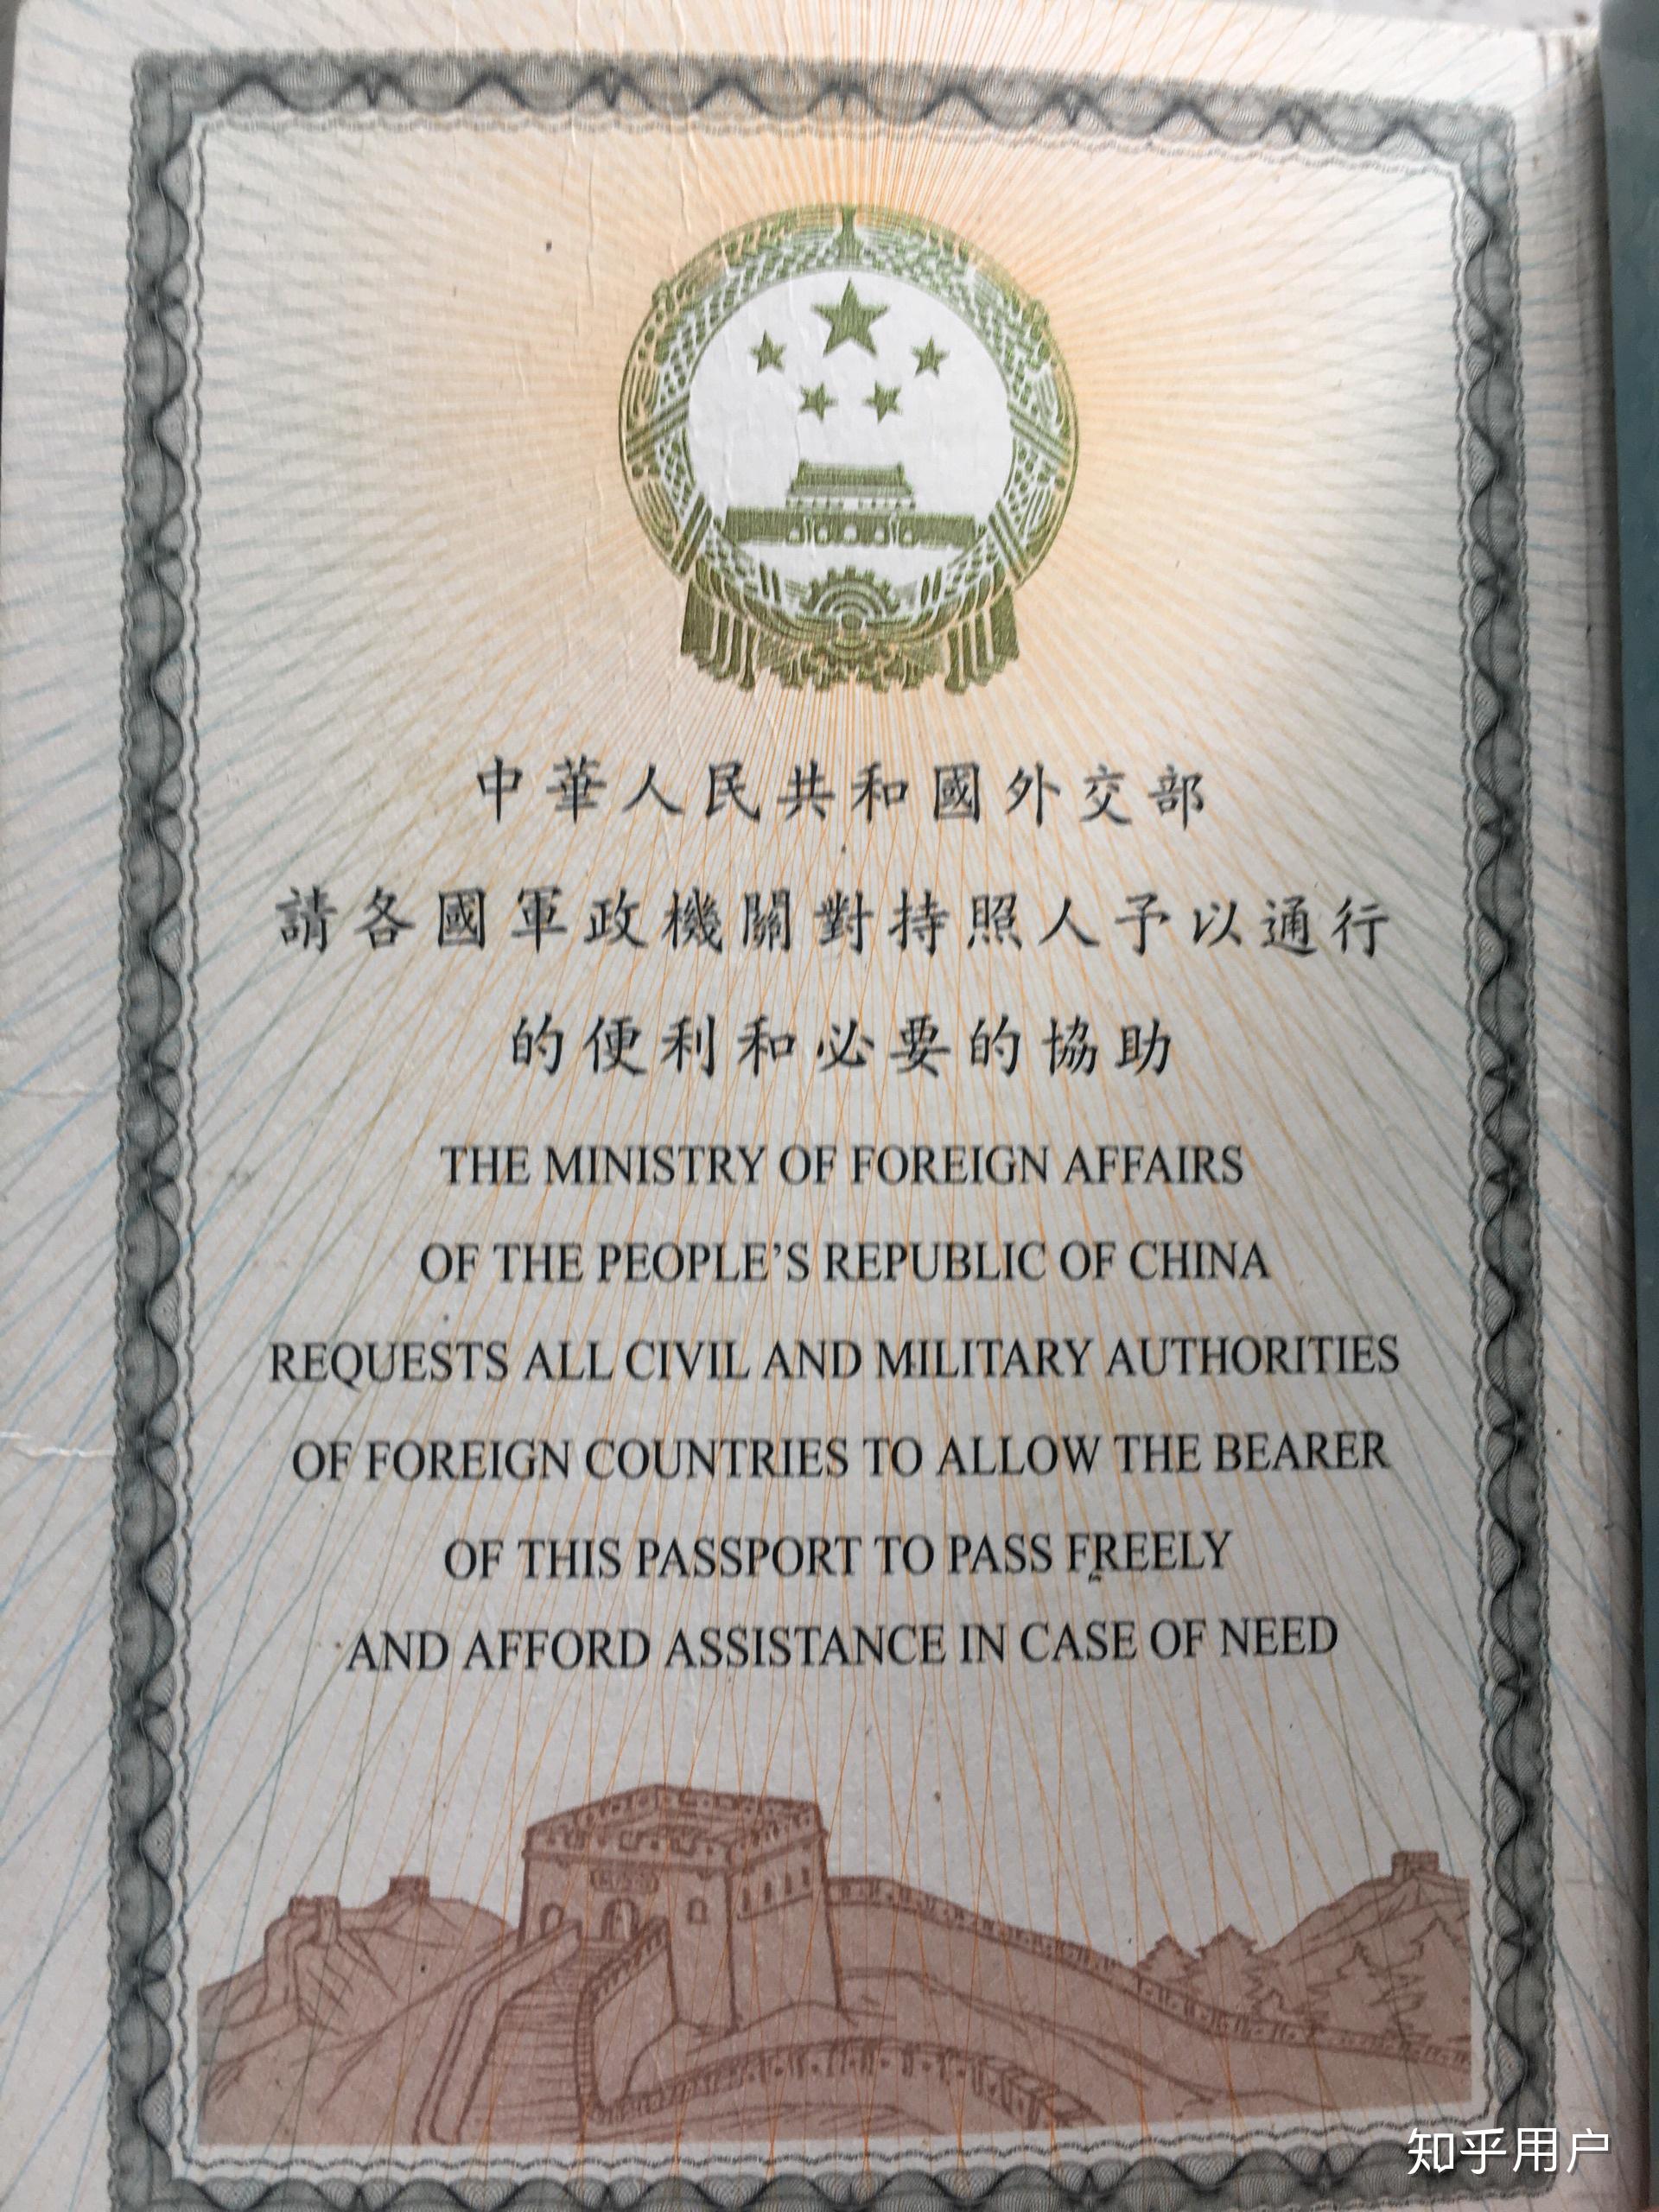 中華人民共和國外交部
請各國軍政機關對持照人予以通行
的便利和必要的協助
THE MINISTRY OF FOREIGN AFFAIRS
OF THE PEOPLE'S REPUBLIC OF CHINA
REQUESTS ALL CIVIL AND MILITARY AUTHORITIES
OF FOREIGN COUNTRIES TO ALLOW THE BEARER
OF THIS PASSPORT TO PASS FREELY
AND AFFORD ASSISTANCE IN CASE OF NEED
知乎用户